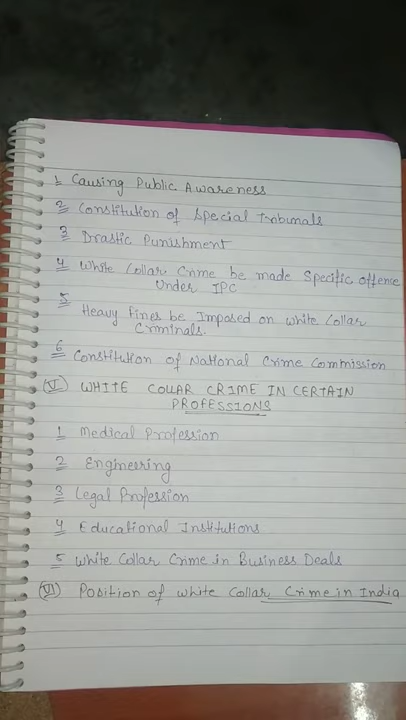 1 Causing Public Awareness
2 Constitution of Special Trobunals
3 Drastic Punishment
4 White Collar Crime be made Specific offence
Under IPC
5 Heavy fines be Imposed on White Collar
Criminals.
6 Constitution of National Crime Commission
(V) WHITE COLLAR CRIME IN CERTAIN
PROFESSIONS
1 Medical Profession
2 Engineering
3 Legal Profession
4 Educational Institutions
5 White Collar Crime in Business Deals
(VI) Position of White Collar Crime in India